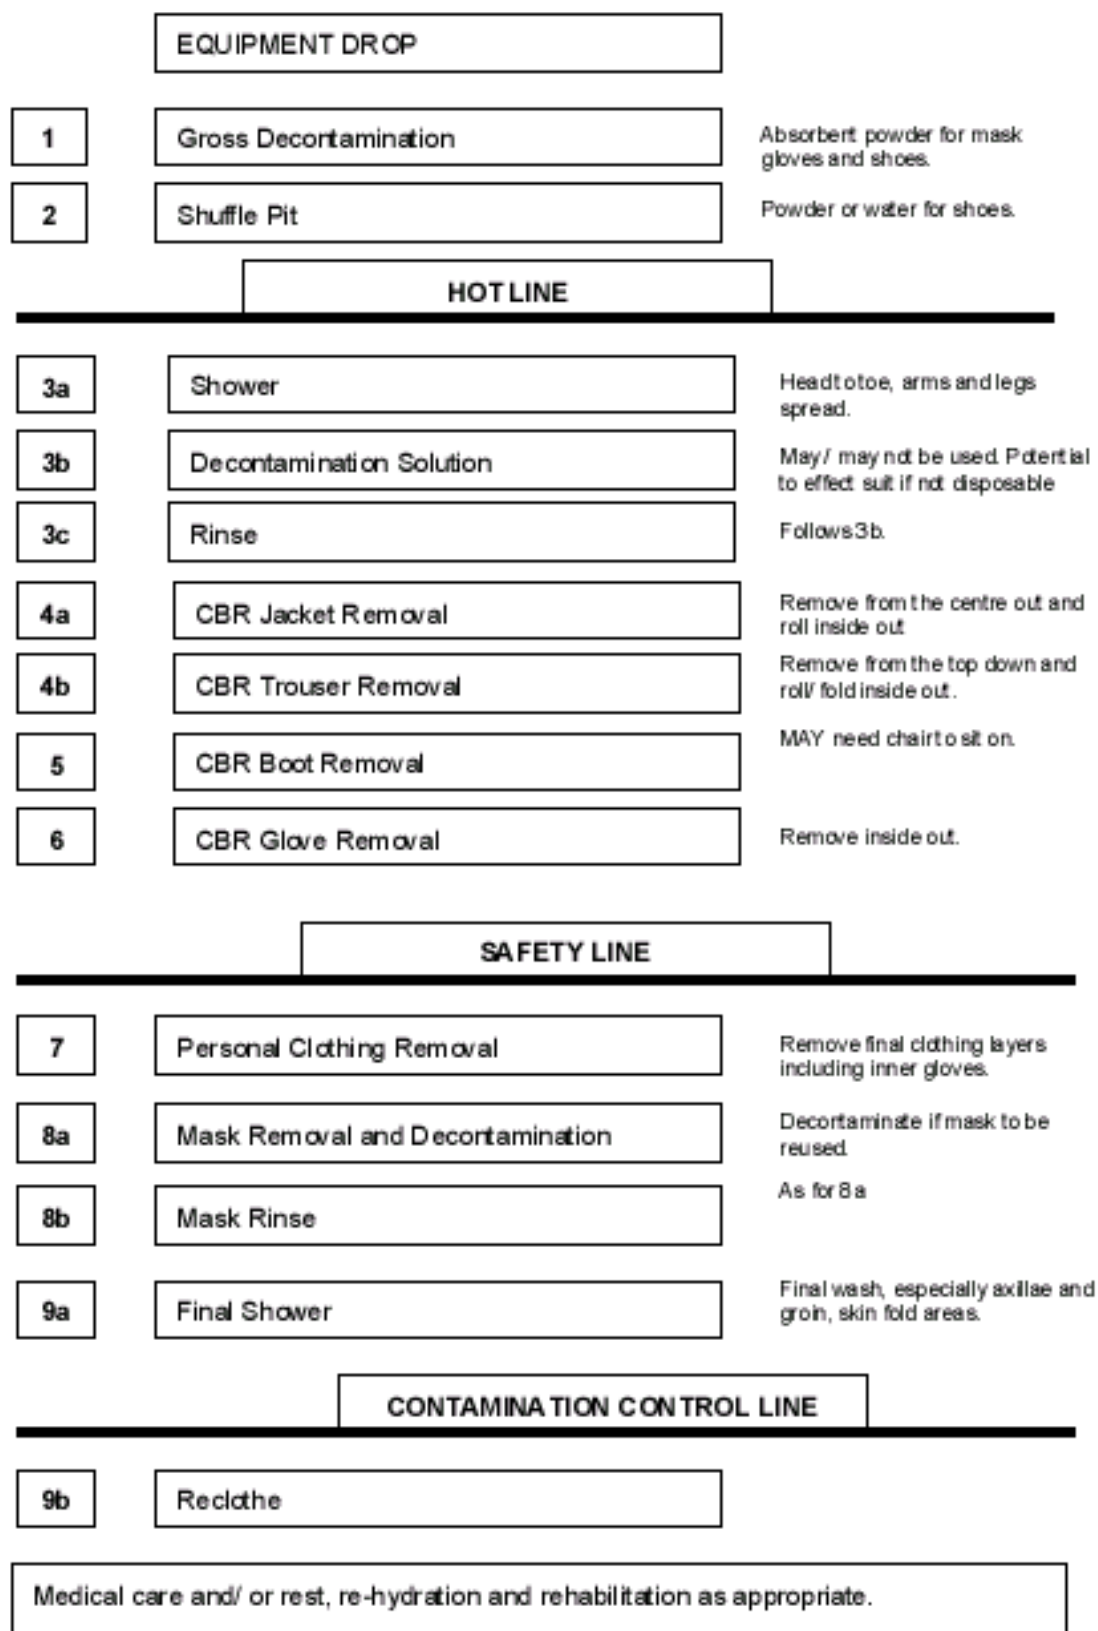 EQUIPMENT DROP
1
Gross Decontamination
Absorbent powder for mask
gloves and shoes.
2
Shuffle Pit
Powder or water for shoes.
HOT LINE
3a
Shower
Head to toe, arms and legs
spread.
3b
Decontamination Solution
May/ may not be used. Potential
to effect suit if not disposable
3c
Rinse
Follows 3b.
4a
CBR Jacket Removal
Remove from the centre out and
roll inside out
4b
CBR Trouser Removal
Remove from the top down and
roll/ fold inside out.
5
CBR Boot Removal
MAY need chair to sit on.
6
CBR Glove Removal
Remove inside out.
SAFETY LINE
7
Personal Clothing Removal
Remove final clothing layers
including inner gloves.
8a
Mask Removal and Decontamination
Decontaminate if mask to be
reused.
8b
Mask Rinse
As for 8a
9a
Final Shower
Final wash, especially axillae and
groin, skin fold areas.
CONTAMINATION CONTROL LINE
9b
Reclothe
Medical care and/ or rest, re-hydration and rehabilitation as appropriate.